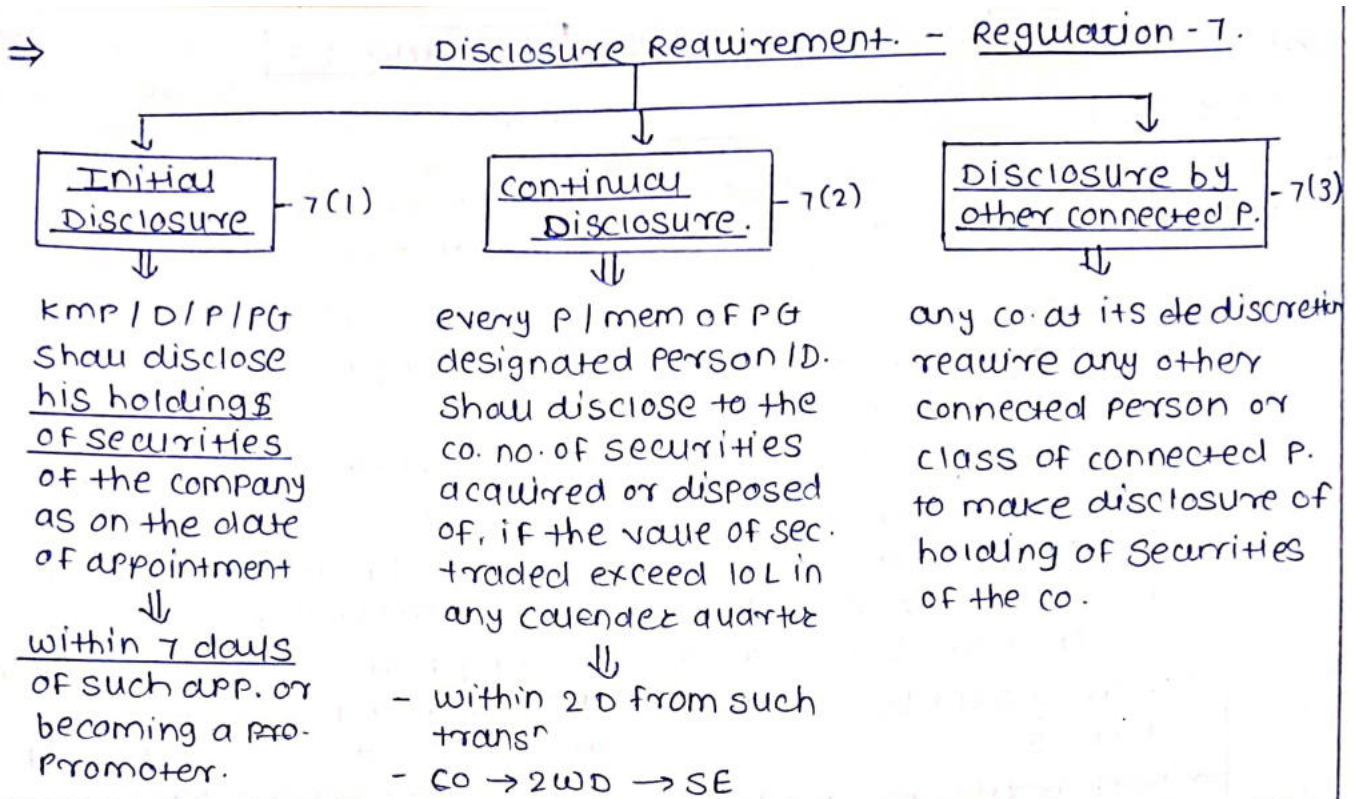 ⇒ Disclosure Requirement. - Regulation - 7.
Initial
Disclosure - 7(1)
KMP / D / P / PG
Shall disclose
his holdings
of securities
of the company
as on the date
of appointment
within 7 days
of such app. or
becoming a pro-
Promoter.
continual
Disclosure. - 7(2)
every P / mem of PG
designated Person / D.
Shall disclose to the
co. no. of securities
acquired or disposed
of, if the value of sec.
traded exceed 10L in
any calender quarter
- within 2D from such
transⁿ
- CO → 2WD → SE
Disclosure by
other connected P. - 7(3)
any co. at its de discretion
require any other
connected person or
class of connected P.
to make disclosure of
holding of Securities
of the co.